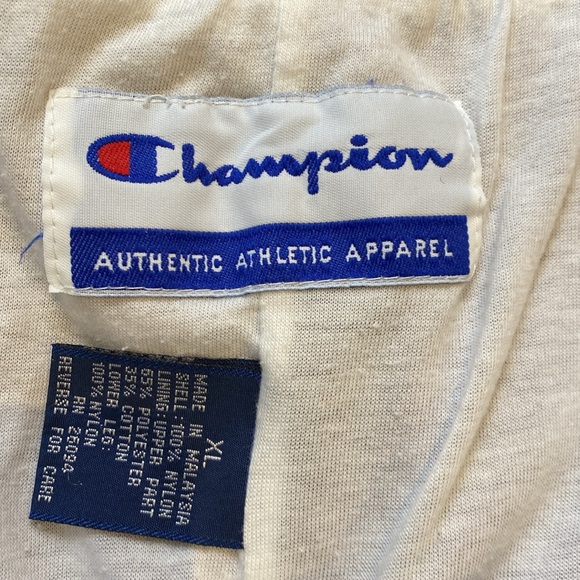 Champion
AUTHENTIC ATHLETIC APPAREL
XL
MADE IN MALAYSIA
SHELL: 100% NYLON
LINING: UPPER PART
65% POLYESTER
35% COTTON
LOWER LEG:
100% NYLON
RN 26094
REVERSE FOR CARE